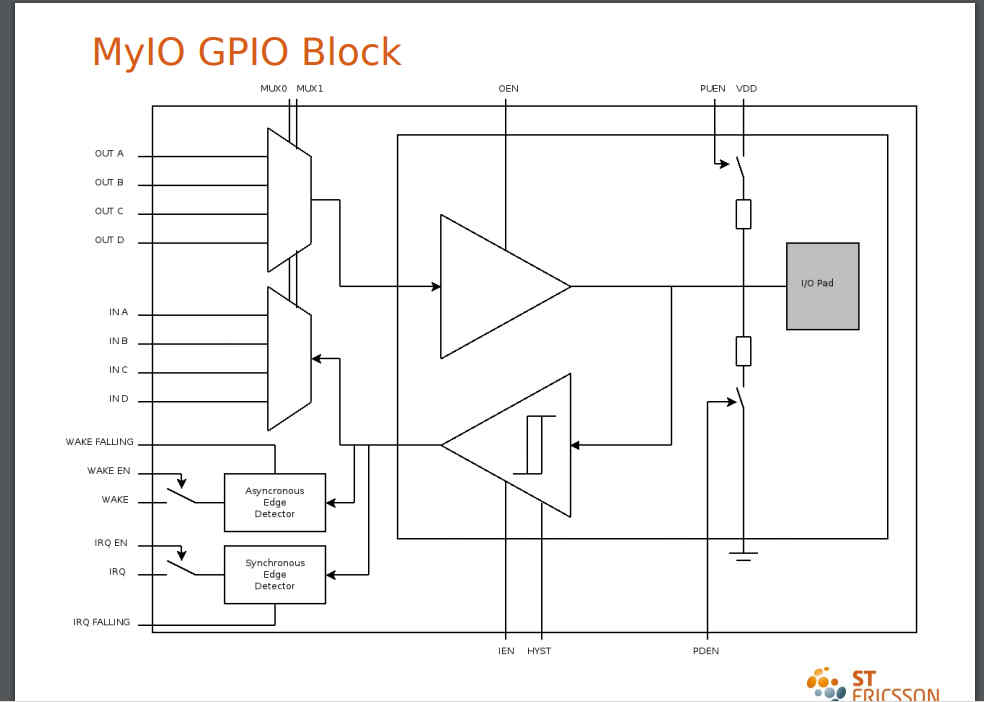 MyIO GPIO Block
MUX0 MUX1
OEN
PUEN VDD
OUT A
OUT B
OUT C
OUT D
I/O Pad
IN A
IN B
IN C
IN D
WAKE FALLING
WAKE EN
WAKE
Asyncronous
Edge
Detector
IRQ EN
IRQ
Synchronous
Edge
Detector
IRQ FALLING
IEN HYST
PDEN
ST
ERICSSON